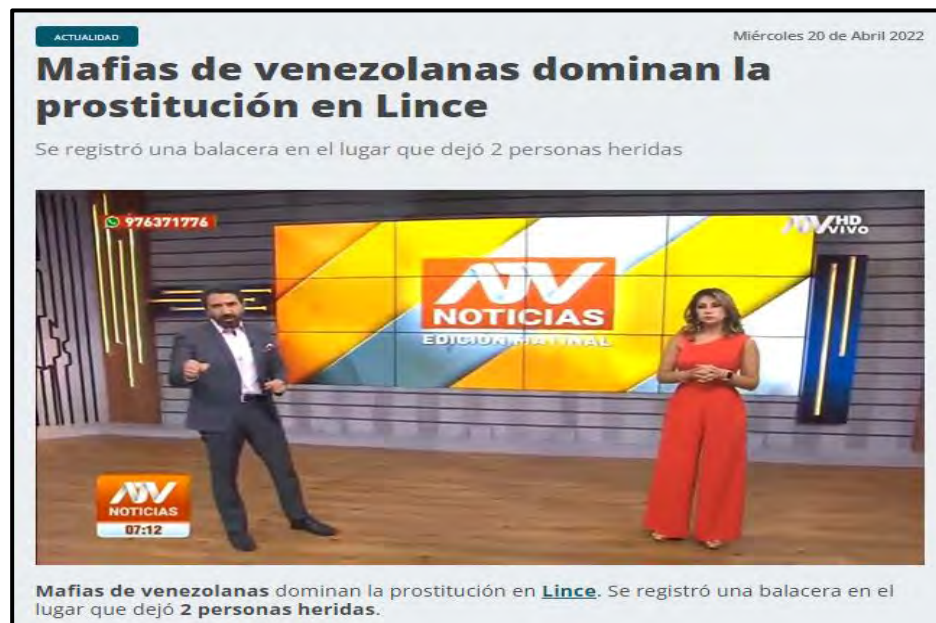 ACTUALIDAD
Miércoles 20 de Abril 2022
Mafias de venezolanas dominan la
prostitución en Lince
Se registró una balacera en el lugar que dejó 2 personas heridas
976371776
ATV HD
VIVO
ATV
NOTICIAS
EDICIÓN MATINAL
ATV
NOTICIAS
07:12
Mafias de venezolanas dominan la prostitución en Lince. Se registró una balacera en el
lugar que dejó 2 personas heridas.